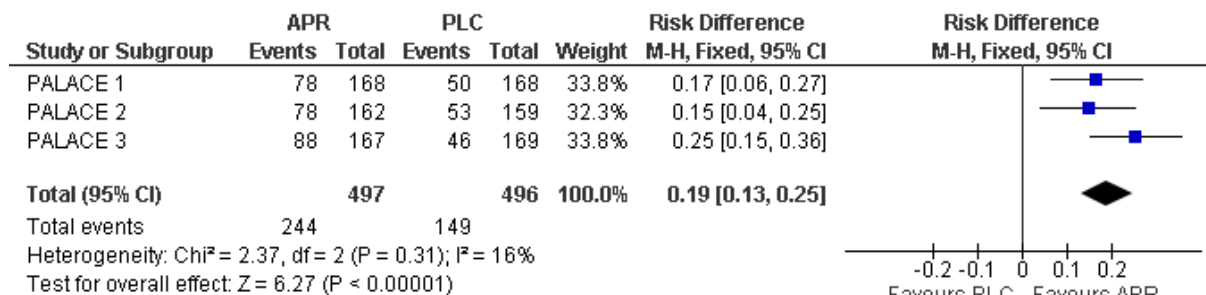 APR PLC Risk Difference Risk Difference
Study or Subgroup Events Total Events Total Weight M-H, Fixed, 95% CI M-H, Fixed, 95% CI
PALACE 1 78 168 50 168 33.8% 0.17 [0.06, 0.27]
PALACE 2 78 162 53 159 32.3% 0.15 [0.04, 0.25]
PALACE 3 88 167 46 169 33.8% 0.25 [0.15, 0.36]
Total (95% CI) 497 496 100.0% 0.19 [0.13, 0.25]
Total events 244 149
Heterogeneity: Chi² = 2.37, df = 2 (P = 0.31); I² = 16%
Test for overall effect: Z = 6.27 (P < 0.00001)
-0.2 -0.1 0 0.1 0.2
Favours PLC Favours APR